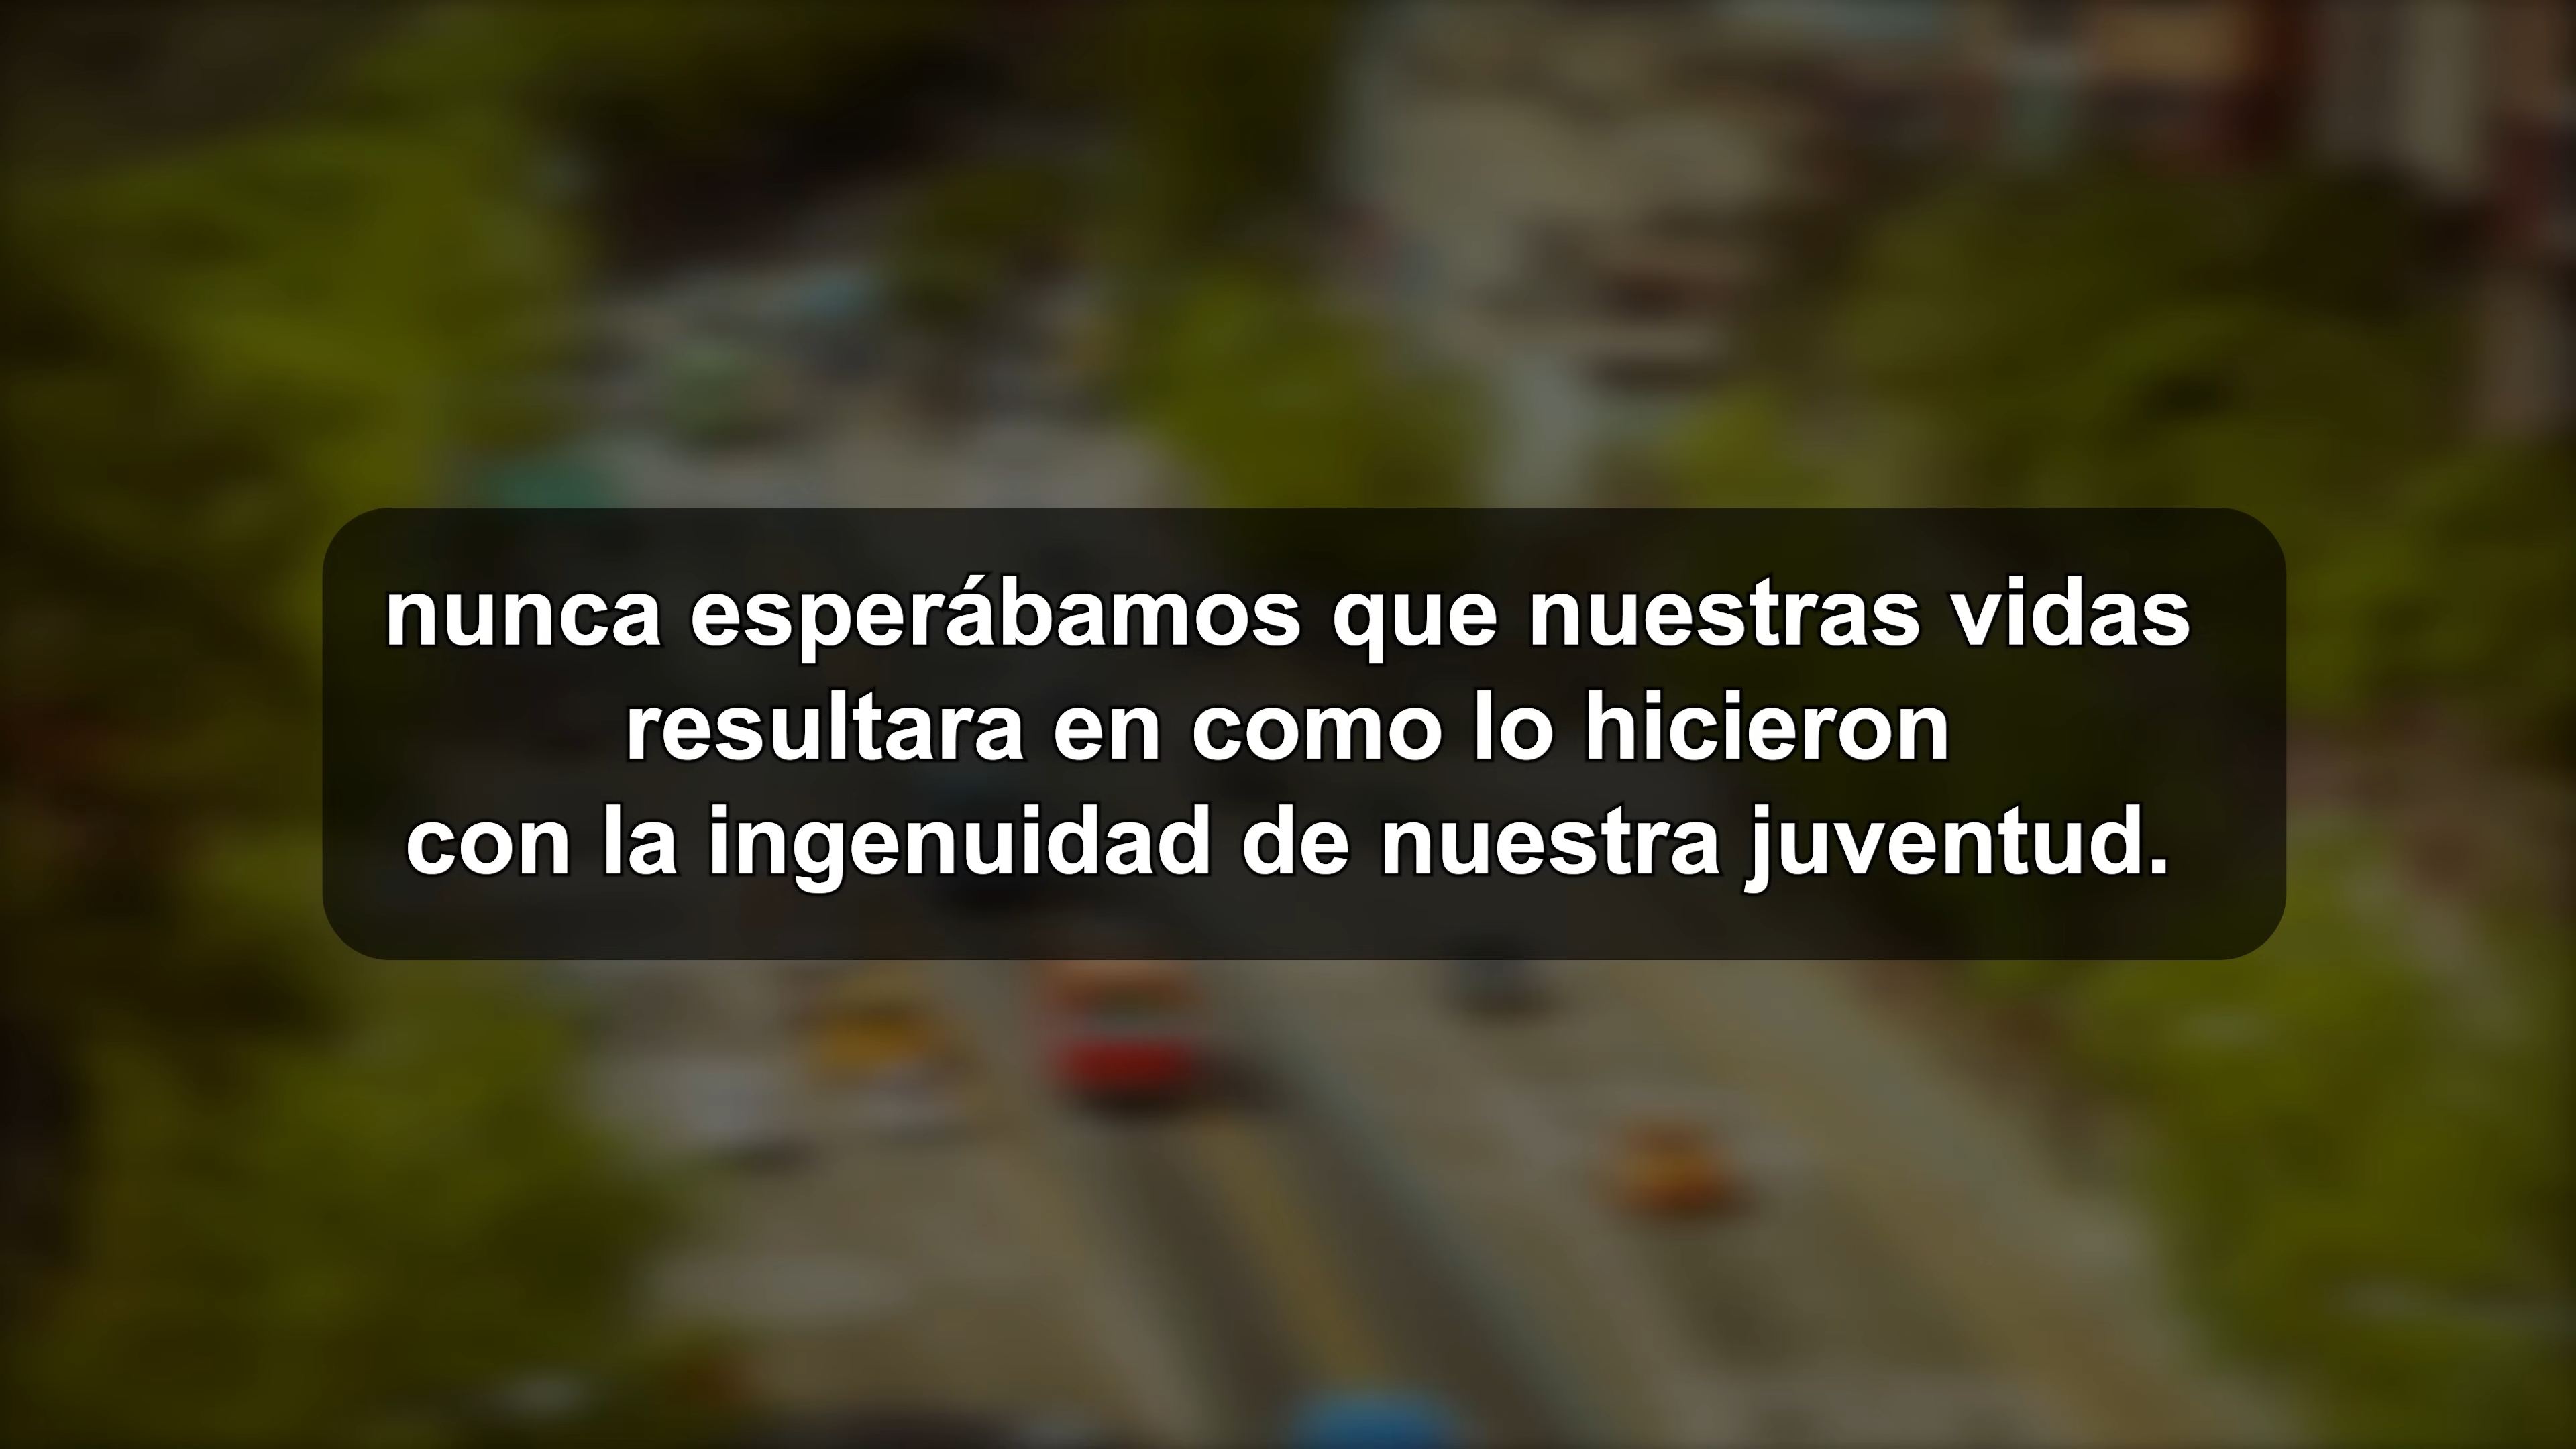 nunca esperábamos que nuestras vidas
resultara en como lo hicieron
con la ingenuidad de nuestra juventud.